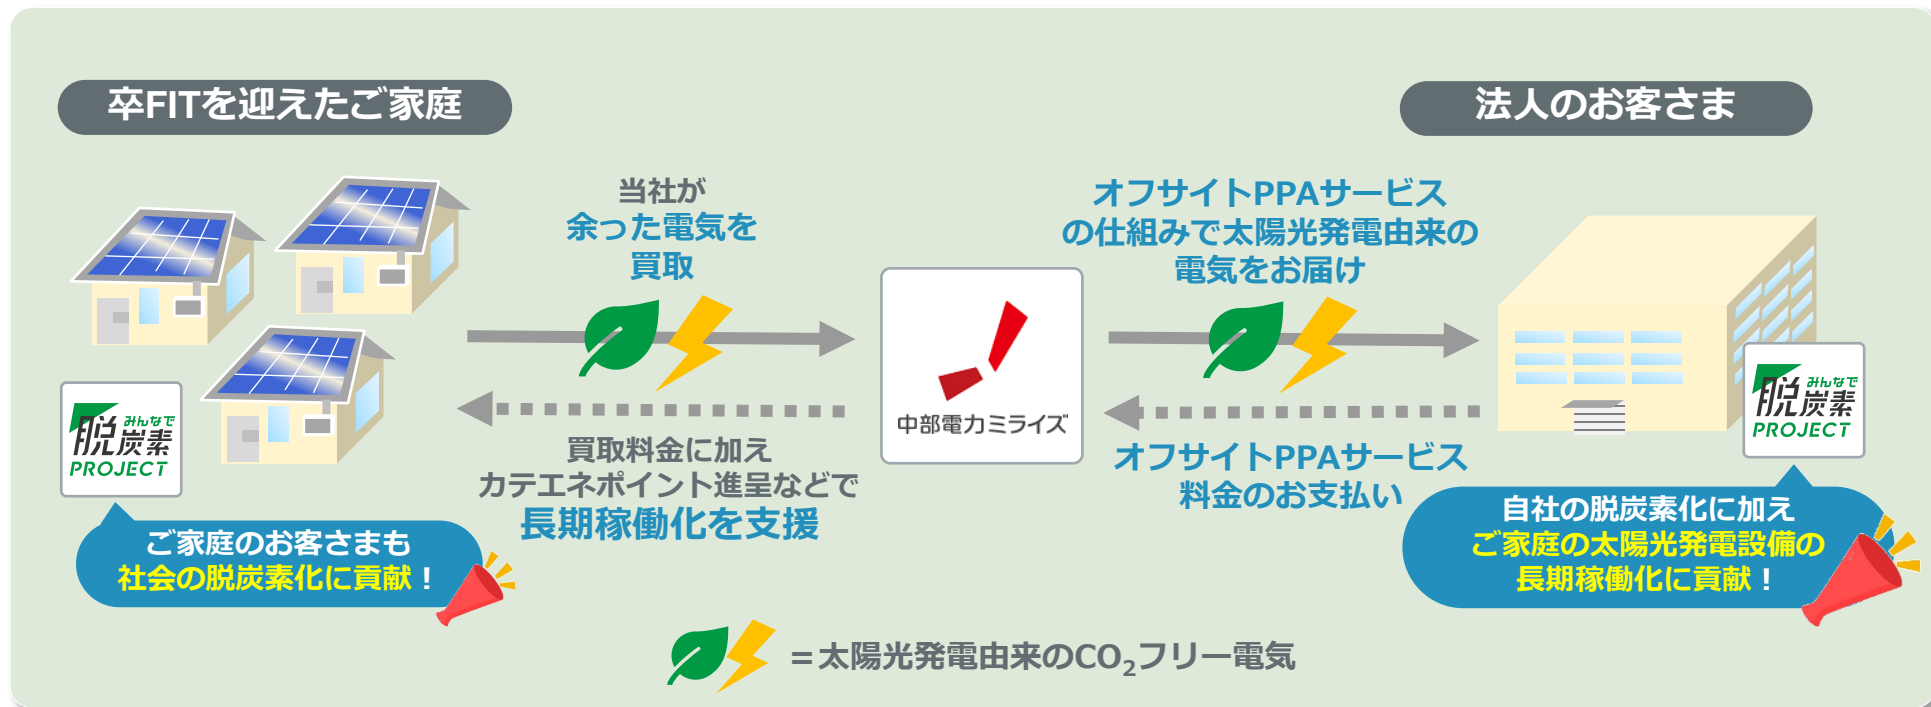 卒FITを迎えたご家庭
法人のお客さま
当社が
余った電気を
買取
オフサイトPPAサービス
の仕組みで太陽光発電由来の
電気をお届け
中部電力ミライズ
買取料金に加え
カテエネポイント進呈などで
長期稼働化を支援
オフサイトPPAサービス
料金のお支払い
みんなで
脱炭素
PROJECT
みんなで
脱炭素
PROJECT
ご家庭のお客さまも
社会の脱炭素化に貢献！
自社の脱炭素化に加え
ご家庭の太陽光発電設備の
長期稼働化に貢献！
＝太陽光発電由来のCO₂フリー電気